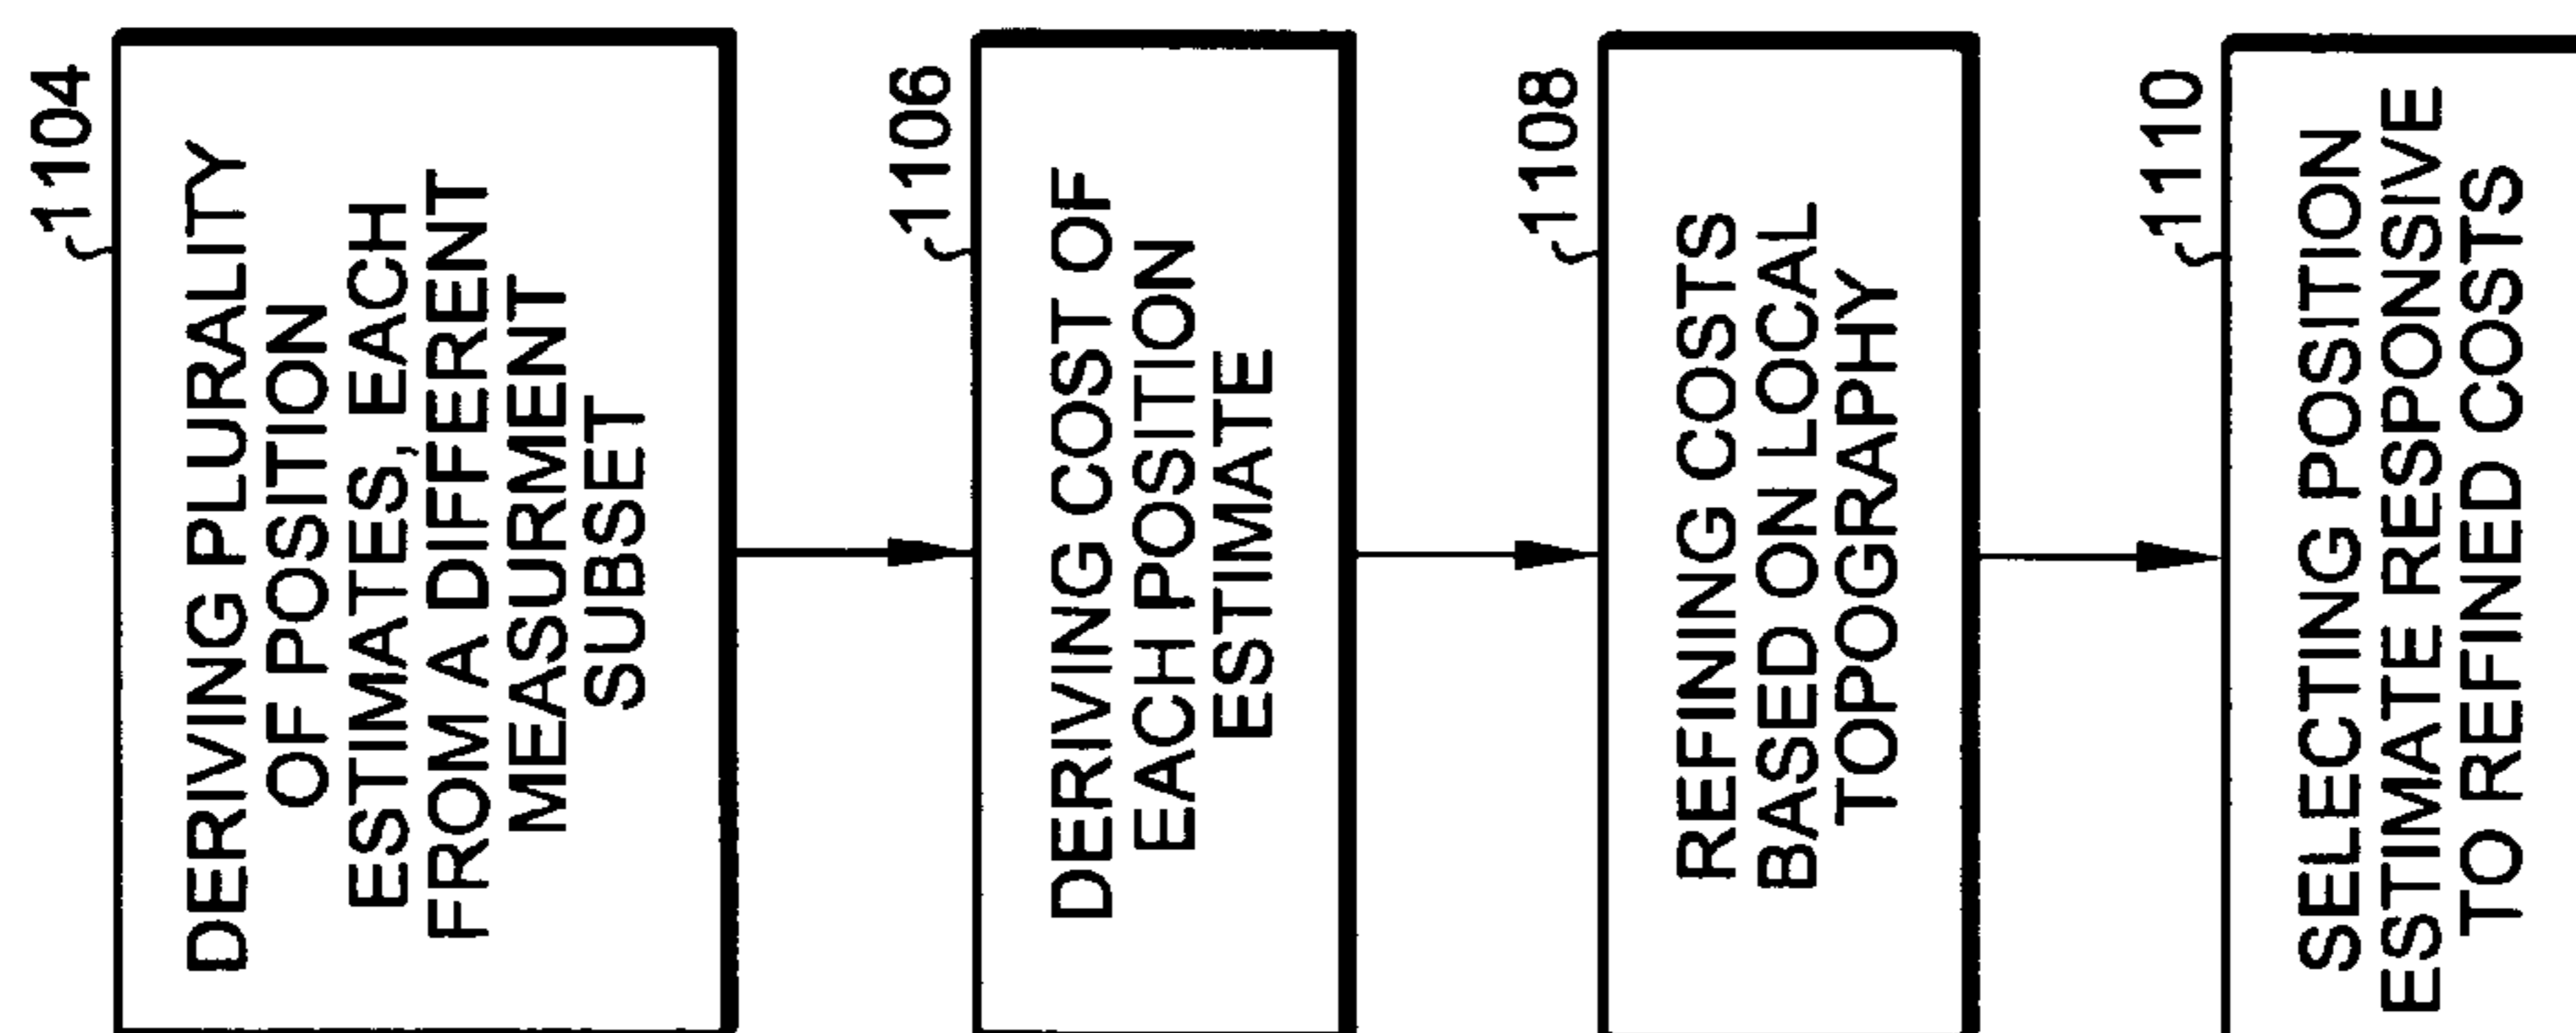 1104
DERIVING PLURALITY
OF POSITION
ESTIMATES, EACH
FROM A DIFFERENT
MEASURMENT
SUBSET
1106
DERIVING COST OF
EACH POSITION
ESTIMATE
1108
REFINING COSTS
BASED ON LOCAL
TOPOGRAPHY
1110
SELECTING POSITION
ESTIMATE RESPONSIVE
TO REFINED COSTS